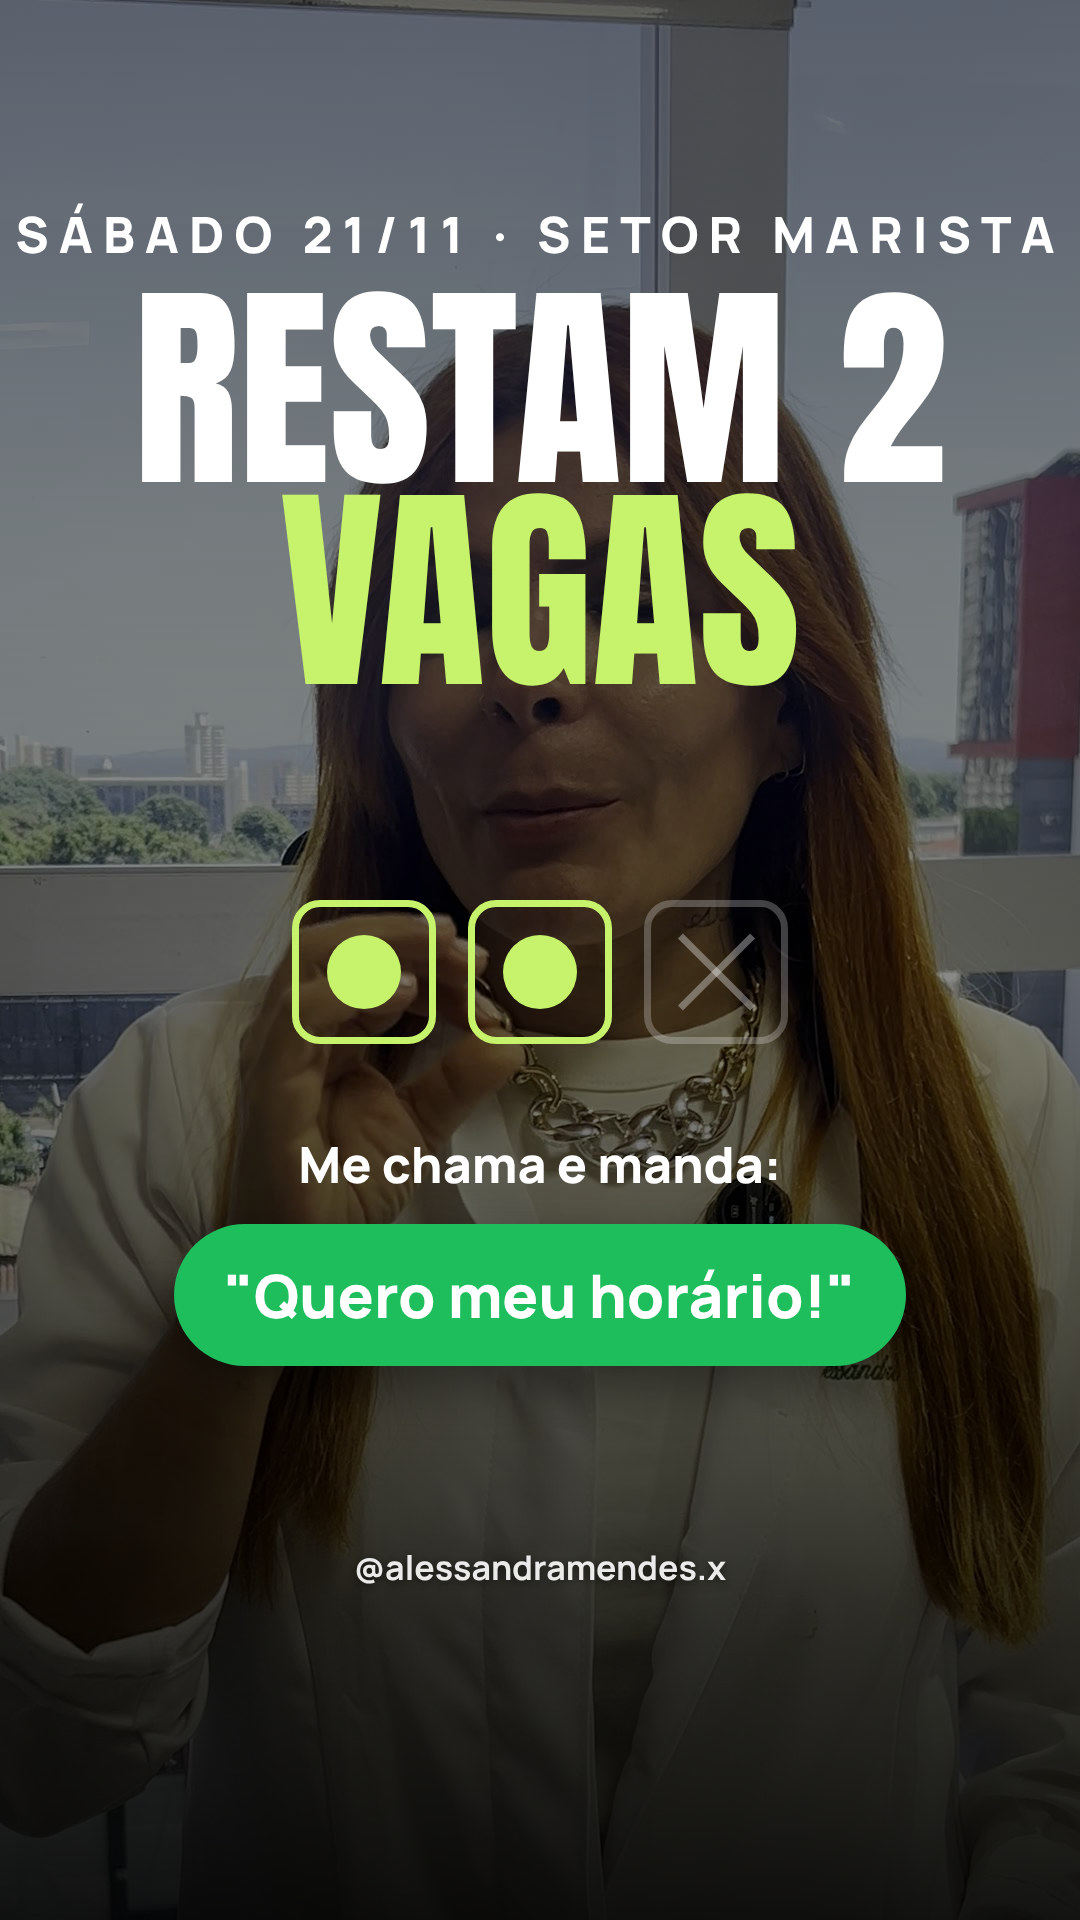 SÁBADO 21/11 · SETOR MARISTA
RESTAM 2
VAGAS
Me chama e manda:
"Quero meu horário!"
@alessandramendes.x